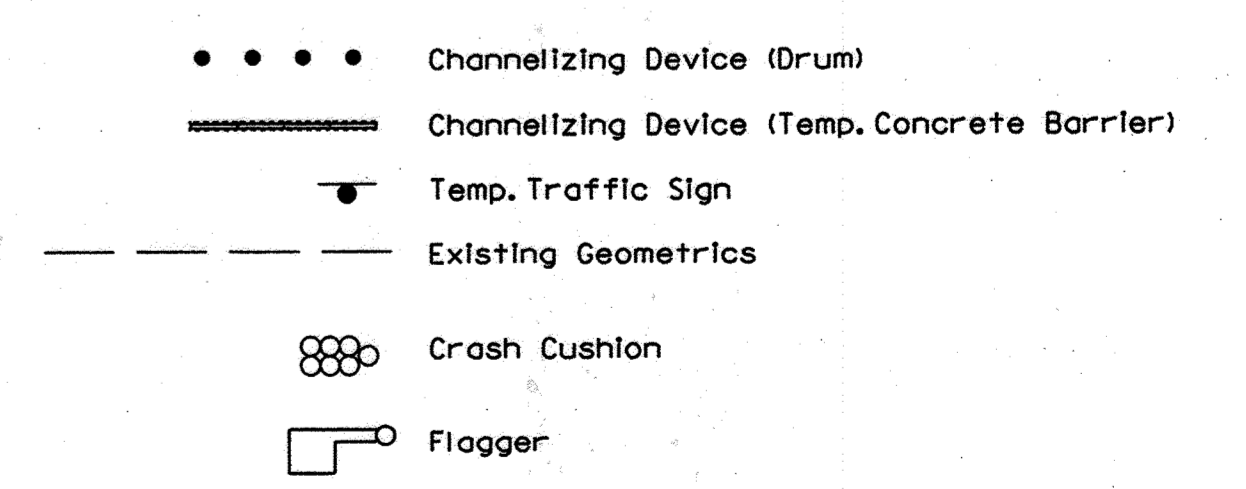 Channelizing Device (Drum)
Channelizing Device (Temp. Concrete Barrier)
Temp. Traffic Sign
Existing Geometrics
Crash Cushion
Flagger